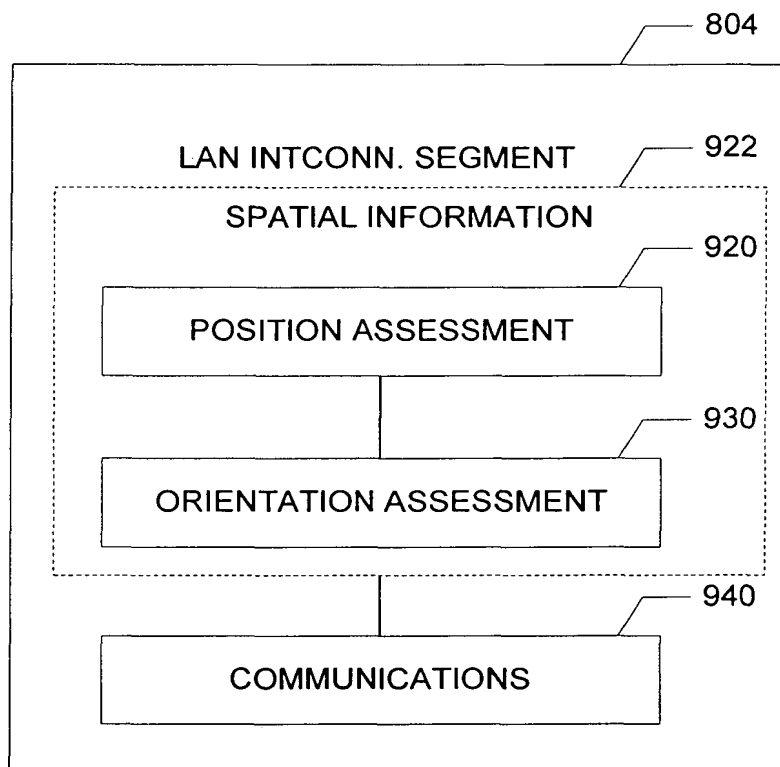 804
LAN INTCONN. SEGMENT
922
SPATIAL INFORMATION
920
POSITION ASSESSMENT
930
ORIENTATION ASSESSMENT
940
COMMUNICATIONS